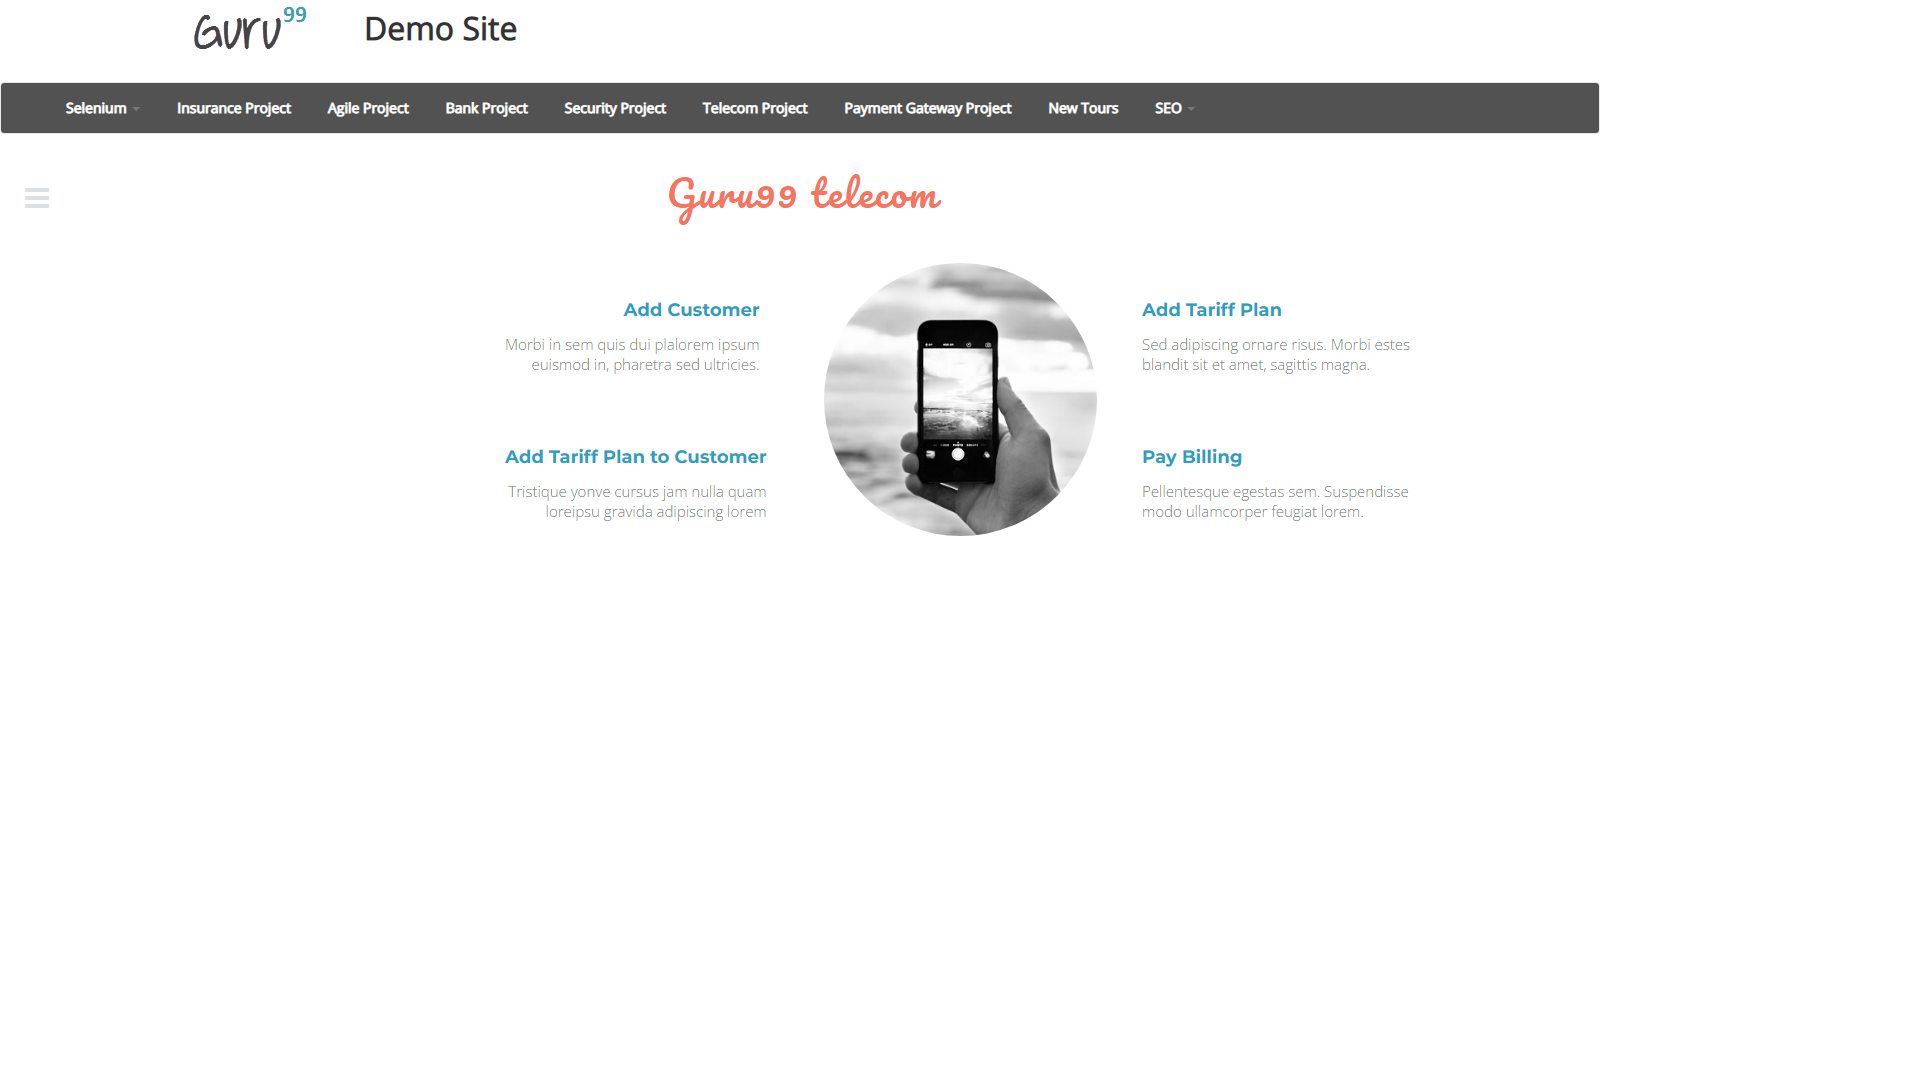 Guru99 Demo Site
Selenium Insurance Project Agile Project Bank Project Security Project Telecom Project Payment Gateway Project New Tours SEO
Guru99 telecom
Add Customer
Morbi in sem quis dui plalorem ipsum
euismod in, pharetra sed ultricies.
Add Tariff Plan
Sed adipiscing ornare risus. Morbi estes
blandit sit et amet, sagittis magna.
Add Tariff Plan to Customer
Tristique yonve cursus jam nulla quam
loreipsu gravida adipiscing lorem
Pay Billing
Pellentesque egestas sem. Suspendisse
modo ullamcorper feugiat lorem.